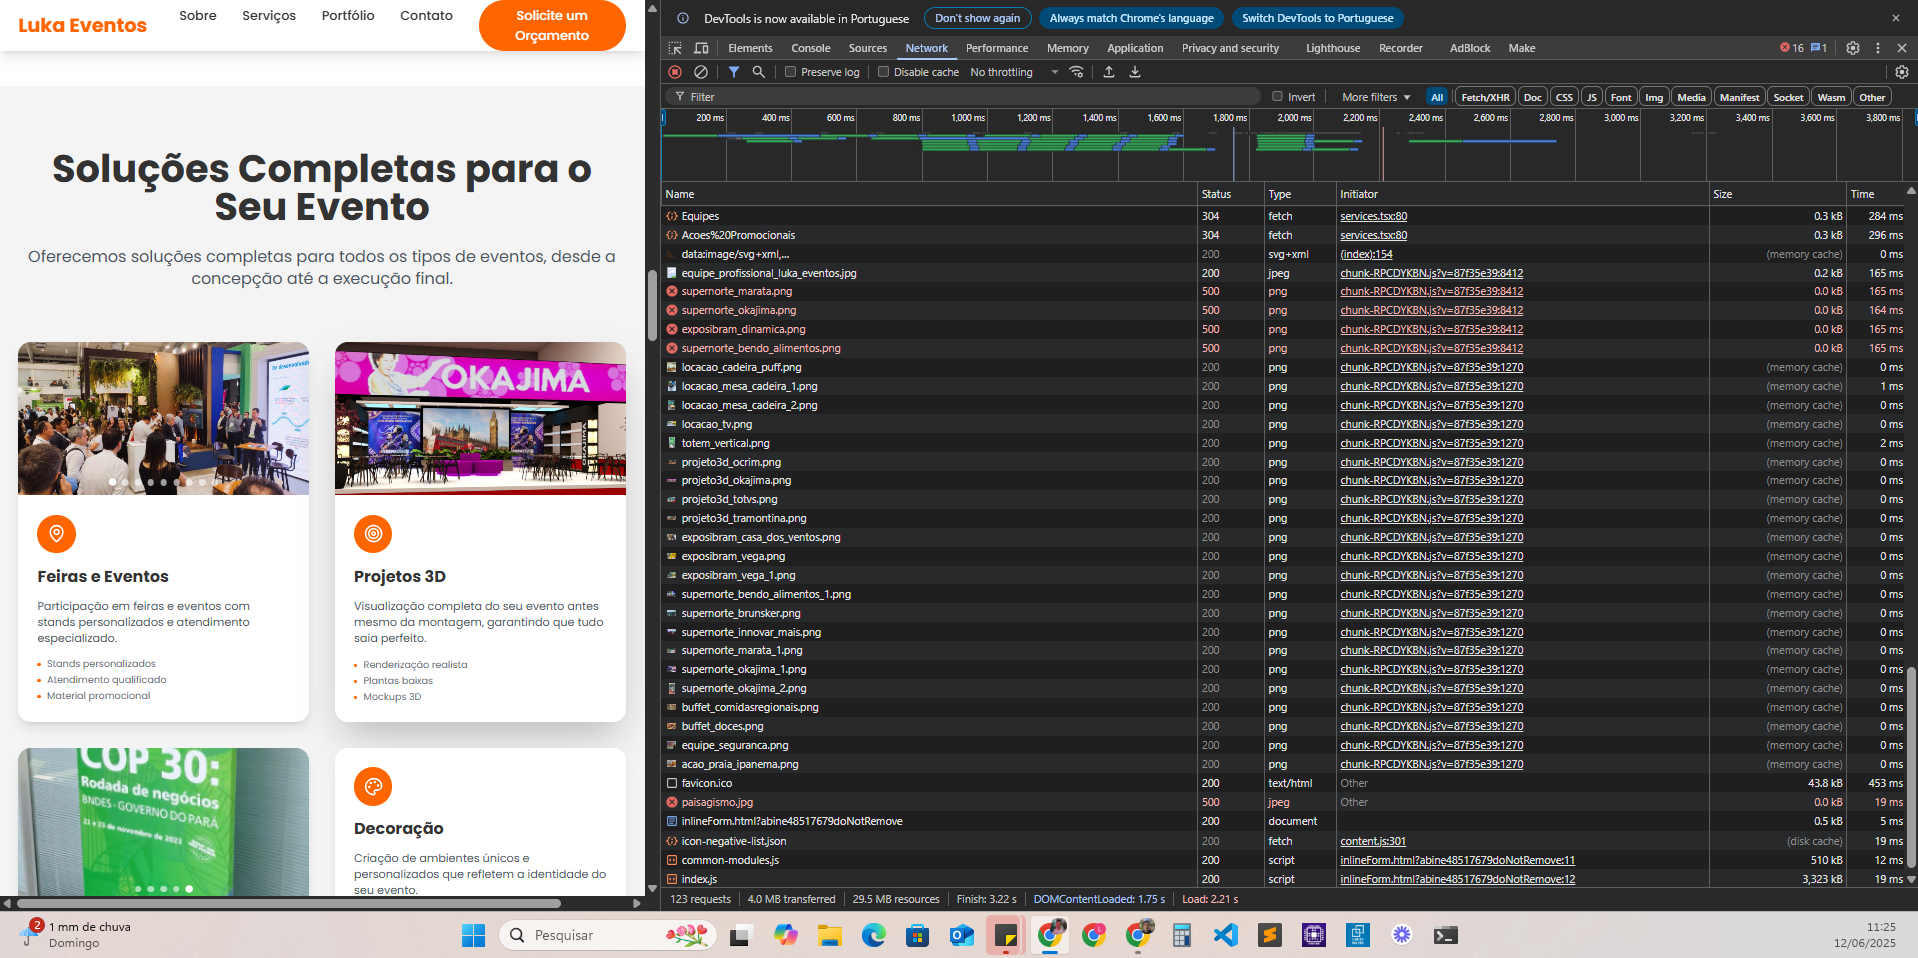 Luka Eventos
Sobre
Serviços
Portfólio
Contato
Solicite um
Orçamento
Soluções Completas para o
Seu Evento
Oferecemos soluções completas para todos os tipos de eventos, desde a
concepção até a execução final.
OKAJIMA
Feiras e Eventos
Participação em feiras e eventos com
stands personalizados e atendimento
especializado.
Stands personalizados
Atendimento qualificado
Material promocional
Projetos 3D
Visualização completa do seu evento antes
mesmo da montagem, garantindo que tudo
saia perfeito.
Renderização realista
Plantas baixas
Mockups 3D
COP 30:
Rodada de negócios
BNDES - GOVERNO DO PARÁ
21 e 23 de novembro de 2023
Decoração
Criação de ambientes únicos e
personalizados que refletem a identidade do
seu evento.
DevTools is now available in Portuguese
Don't show again
Always match Chrome's language
Switch DevTools to Portuguese
Elements Console Sources Network Performance Memory Application Privacy and security Lighthouse Recorder AdBlock Make
16 1
Preserve log Disable cache No throttling
Filter Invert More filters All Fetch/XHR Doc CSS JS Font Img Media Manifest Socket Wasm Other
200 ms 400 ms 600 ms 800 ms 1,000 ms 1,200 ms 1,400 ms 1,600 ms 1,800 ms 2,000 ms 2,200 ms 2,400 ms 2,600 ms 2,800 ms 3,000 ms 3,200 ms 3,400 ms 3,600 ms 3,800 ms
Name Status Type Initiator Size Time
Equipes 304 fetch services.tsx:80 0.3 kB 284 ms
Acoes%20Promocionais 304 fetch services.tsx:80 0.3 kB 296 ms
data:image/svg+xml,... 200 svg+xml (index):154 (memory cache) 0 ms
equipe_profissional_luka_eventos.jpg 200 jpeg chunk-RPCDYKBN.js?v=87f35e39:8412 0.2 kB 165 ms
supernorte_marata.png 500 png chunk-RPCDYKBN.js?v=87f35e39:8412 0.0 kB 165 ms
supernorte_okajima.png 500 png chunk-RPCDYKBN.js?v=87f35e39:8412 0.0 kB 164 ms
exposibram_dinamica.png 500 png chunk-RPCDYKBN.js?v=87f35e39:8412 0.0 kB 165 ms
supernorte_bendo_alimentos.png 500 png chunk-RPCDYKBN.js?v=87f35e39:8412 0.0 kB 165 ms
locacao_cadeira_puff.png 200 png chunk-RPCDYKBN.js?v=87f35e39:1270 (memory cache) 0 ms
locacao_mesa_cadeira_1.png 200 png chunk-RPCDYKBN.js?v=87f35e39:1270 (memory cache) 1 ms
locacao_mesa_cadeira_2.png 200 png chunk-RPCDYKBN.js?v=87f35e39:1270 (memory cache) 0 ms
locacao_tv.png 200 png chunk-RPCDYKBN.js?v=87f35e39:1270 (memory cache) 0 ms
totem_vertical.png 200 png chunk-RPCDYKBN.js?v=87f35e39:1270 (memory cache) 2 ms
projeto3d_ocrim.png 200 png chunk-RPCDYKBN.js?v=87f35e39:1270 (memory cache) 0 ms
projeto3d_okajima.png 200 png chunk-RPCDYKBN.js?v=87f35e39:1270 (memory cache) 0 ms
projeto3d_totvs.png 200 png chunk-RPCDYKBN.js?v=87f35e39:1270 (memory cache) 0 ms
projeto3d_tramontina.png 200 png chunk-RPCDYKBN.js?v=87f35e39:1270 (memory cache) 0 ms
exposibram_casa_dos_ventos.png 200 png chunk-RPCDYKBN.js?v=87f35e39:1270 (memory cache) 0 ms
exposibram_vega.png 200 png chunk-RPCDYKBN.js?v=87f35e39:1270 (memory cache) 0 ms
exposibram_vega_1.png 200 png chunk-RPCDYKBN.js?v=87f35e39:1270 (memory cache) 0 ms
supernorte_bendo_alimentos_1.png 200 png chunk-RPCDYKBN.js?v=87f35e39:1270 (memory cache) 0 ms
supernorte_brunsker.png 200 png chunk-RPCDYKBN.js?v=87f35e39:1270 (memory cache) 0 ms
supernorte_innovar_mais.png 200 png chunk-RPCDYKBN.js?v=87f35e39:1270 (memory cache) 0 ms
supernorte_marata_1.png 200 png chunk-RPCDYKBN.js?v=87f35e39:1270 (memory cache) 0 ms
supernorte_okajima_1.png 200 png chunk-RPCDYKBN.js?v=87f35e39:1270 (memory cache) 0 ms
supernorte_okajima_2.png 200 png chunk-RPCDYKBN.js?v=87f35e39:1270 (memory cache) 0 ms
buffet_comidasregionais.png 200 png chunk-RPCDYKBN.js?v=87f35e39:1270 (memory cache) 0 ms
buffet_doces.png 200 png chunk-RPCDYKBN.js?v=87f35e39:1270 (memory cache) 0 ms
equipe_seguranca.png 200 png chunk-RPCDYKBN.js?v=87f35e39:1270 (memory cache) 0 ms
acao_praia_ipanema.png 200 png chunk-RPCDYKBN.js?v=87f35e39:1270 (memory cache) 0 ms
favicon.ico 200 text/html Other 43.8 kB 453 ms
paisagismo.jpg 500 jpeg Other 0.0 kB 19 ms
inlineForm.html?abine48517679doNotRemove 200 document 0.5 kB 5 ms
icon-negative-list.json 200 fetch content.js:301 (disk cache) 19 ms
common-modules.js 200 script inlineForm.html?abine48517679doNotRemove:11 510 kB 12 ms
index.js 200 script inlineForm.html?abine48517679doNotRemove:12 3,323 kB 19 ms
123 requests 4.0 MB transferred 29.5 MB resources Finish: 3.22 s DOMContentLoaded: 1.75 s Load: 2.21 s
2
1 mm de chuva
Domingo
Pesquisar
11:25
12/06/2025